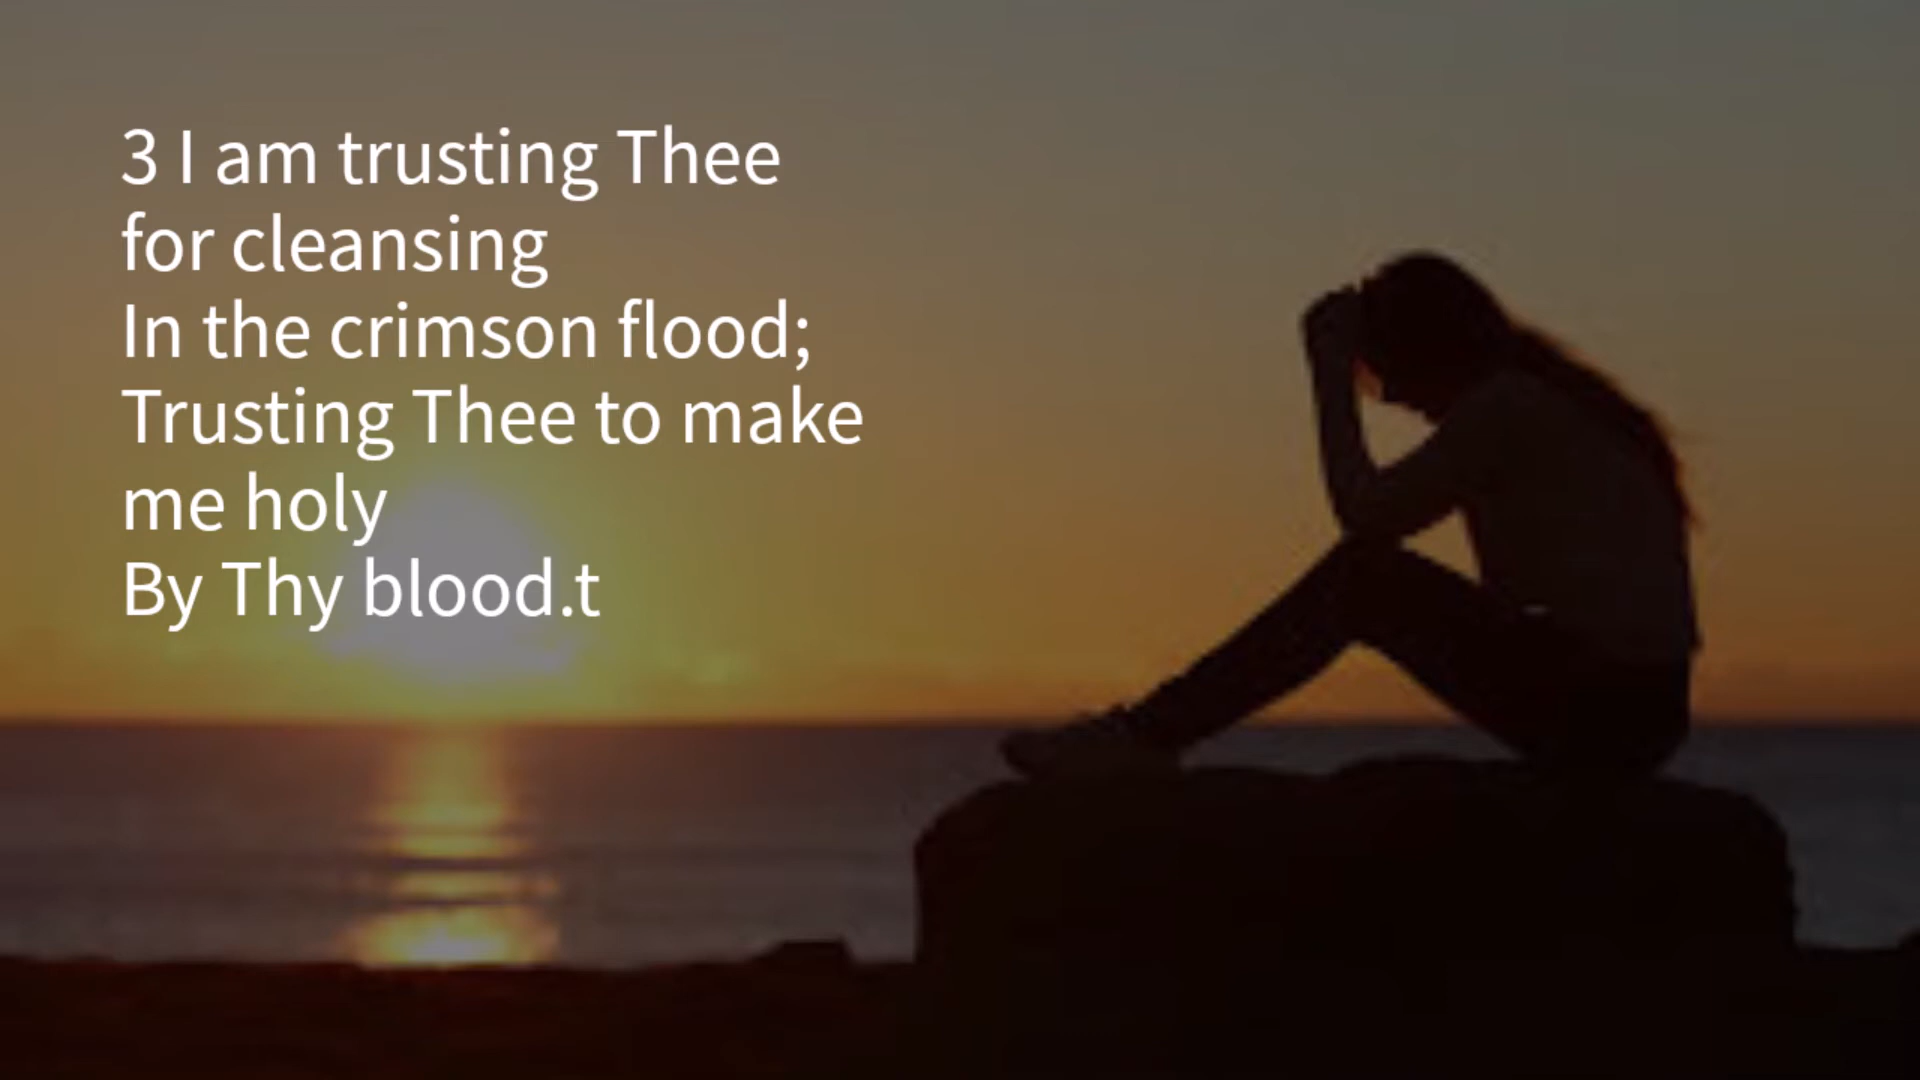 3 I am trusting Thee
for cleansing
In the crimson flood;
Trusting Thee to make
me holy
By Thy blood.t